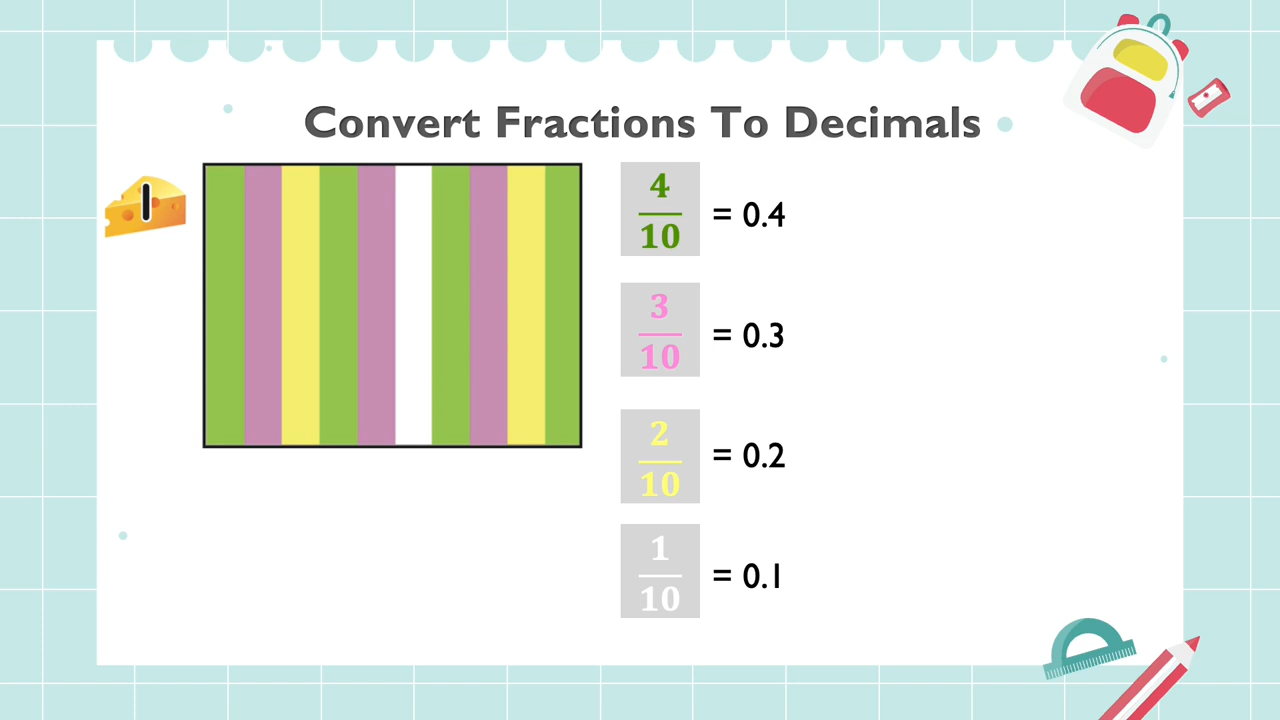 Convert Fractions To Decimals
1
4/10 = 0.4
3/10 = 0.3
2/10 = 0.2
1/10 = 0.1